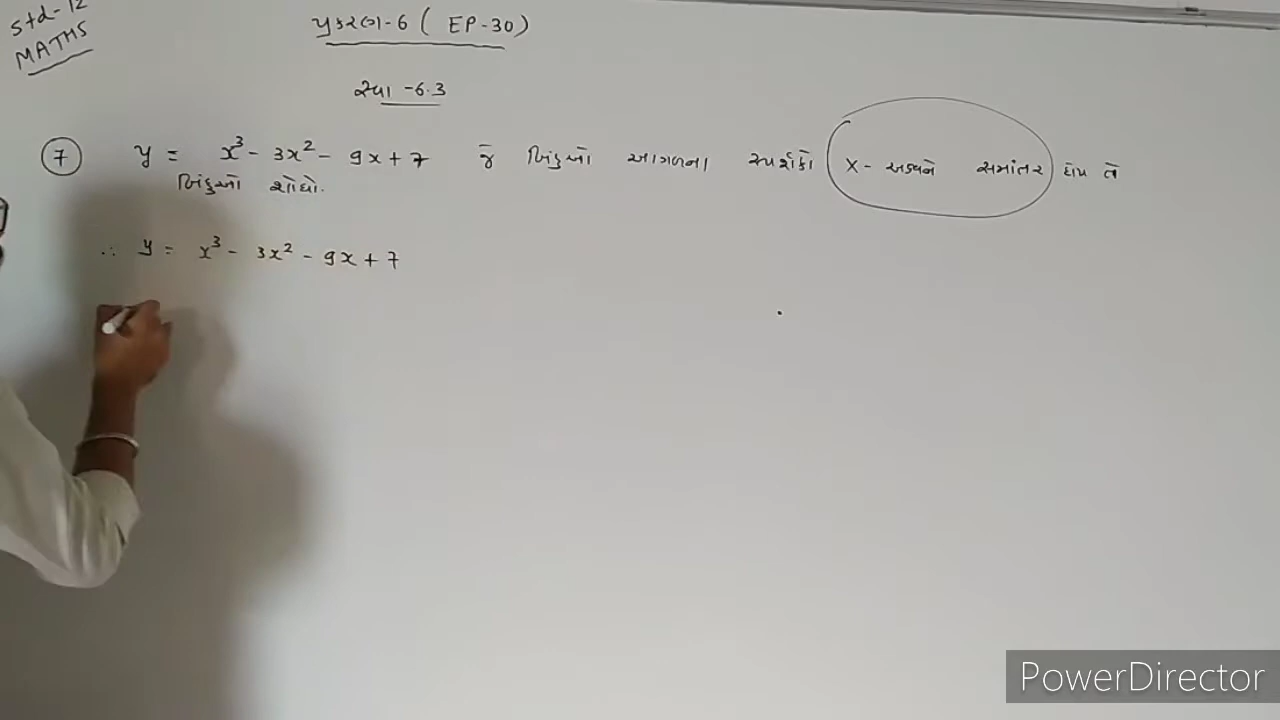 Std-12
MATHS
પ્રકરણ-6 ( EP-30)
સ્વા -6.3
7 y = x³ - 3x² - 9x + 7 જે બિંદુઓ આગળના સ્પર્શકો X- અક્ષને સમાંતર હોય તે
બિંદુઓ શોધો.
∴ y = x³ - 3x² - 9x + 7
PowerDirector